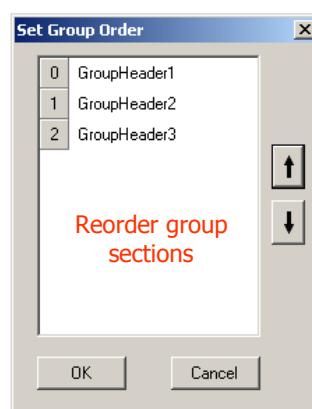 Set Group Order
0 GroupHeader1
1 GroupHeader2
2 GroupHeader3
Reorder group
sections
OK Cancel